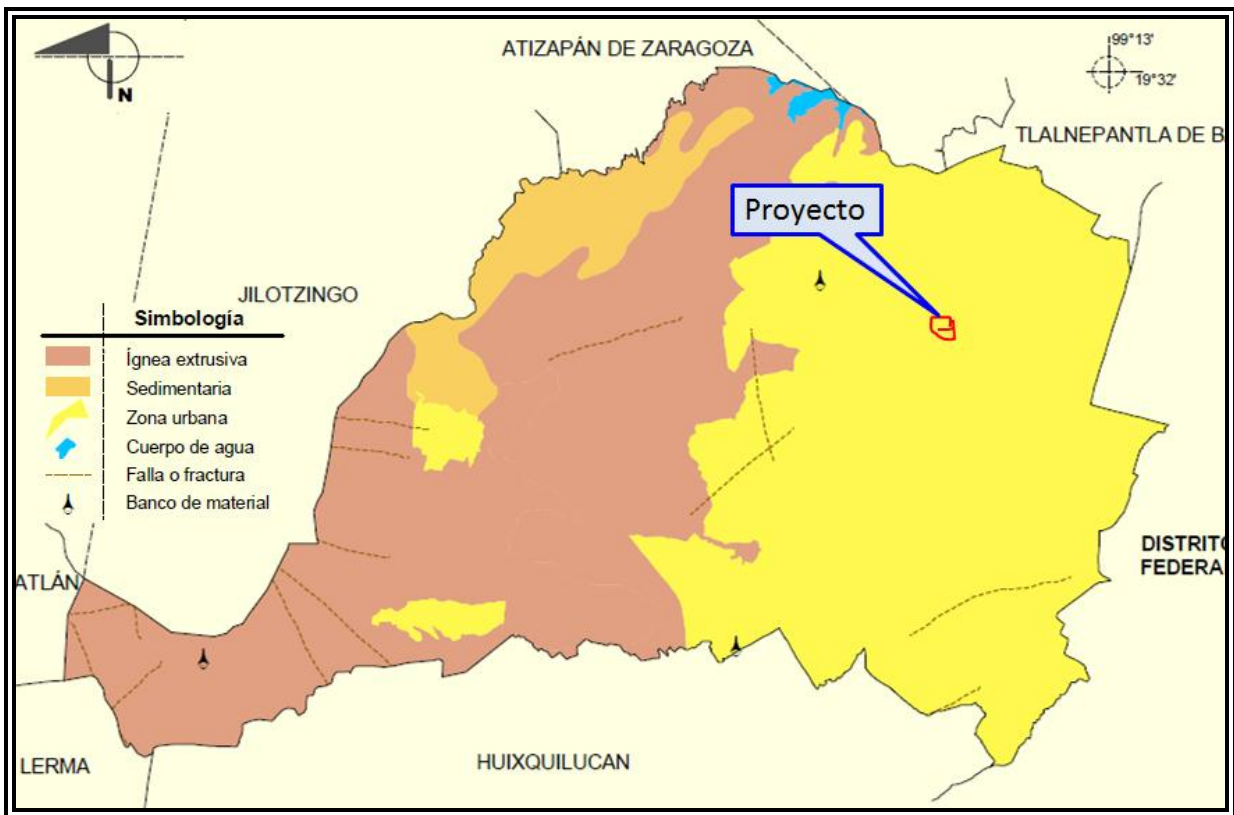 ATIZAPÁN DE ZARAGOZA
99°13'
19°32'
N
TLALNEPANTLA DE B
Proyecto
JILOTZINGO
Simbología
Ígnea extrusiva
Sedimentaria
Zona urbana
Cuerpo de agua
Falla o fractura
Banco de material
DISTRITO
FEDERA
ATLÁN
LERMA
HUIXQUILUCAN